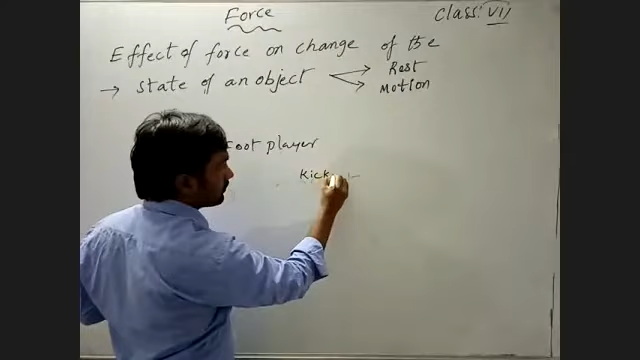 Force
Class: VII
Effect of force on change of the
→ state of an object
Rest
Motion
Foot player
Kick